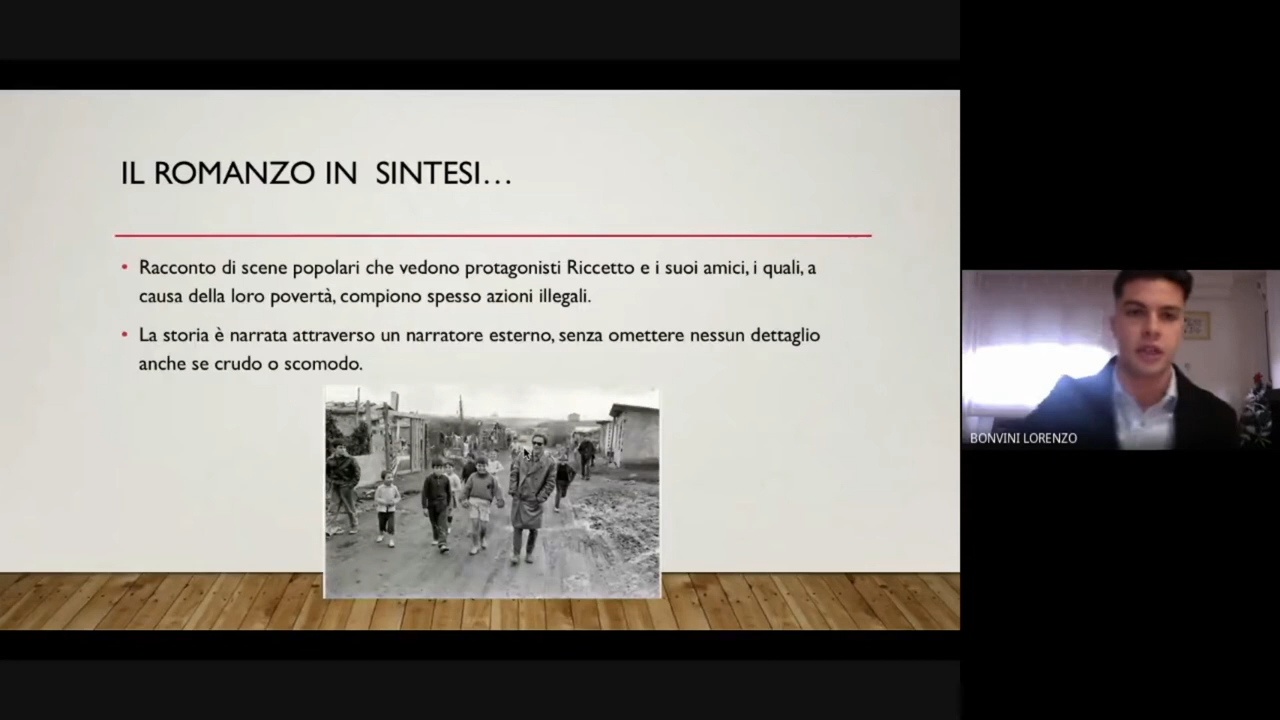 IL ROMANZO IN  SINTESI...
• Racconto di scene popolari che vedono protagonisti Riccetto e i suoi amici, i quali, a
causa della loro povertà, compiono spesso azioni illegali.
• La storia è narrata attraverso un narratore esterno, senza omettere nessun dettaglio
anche se crudo o scomodo.
BONVINI LORENZO